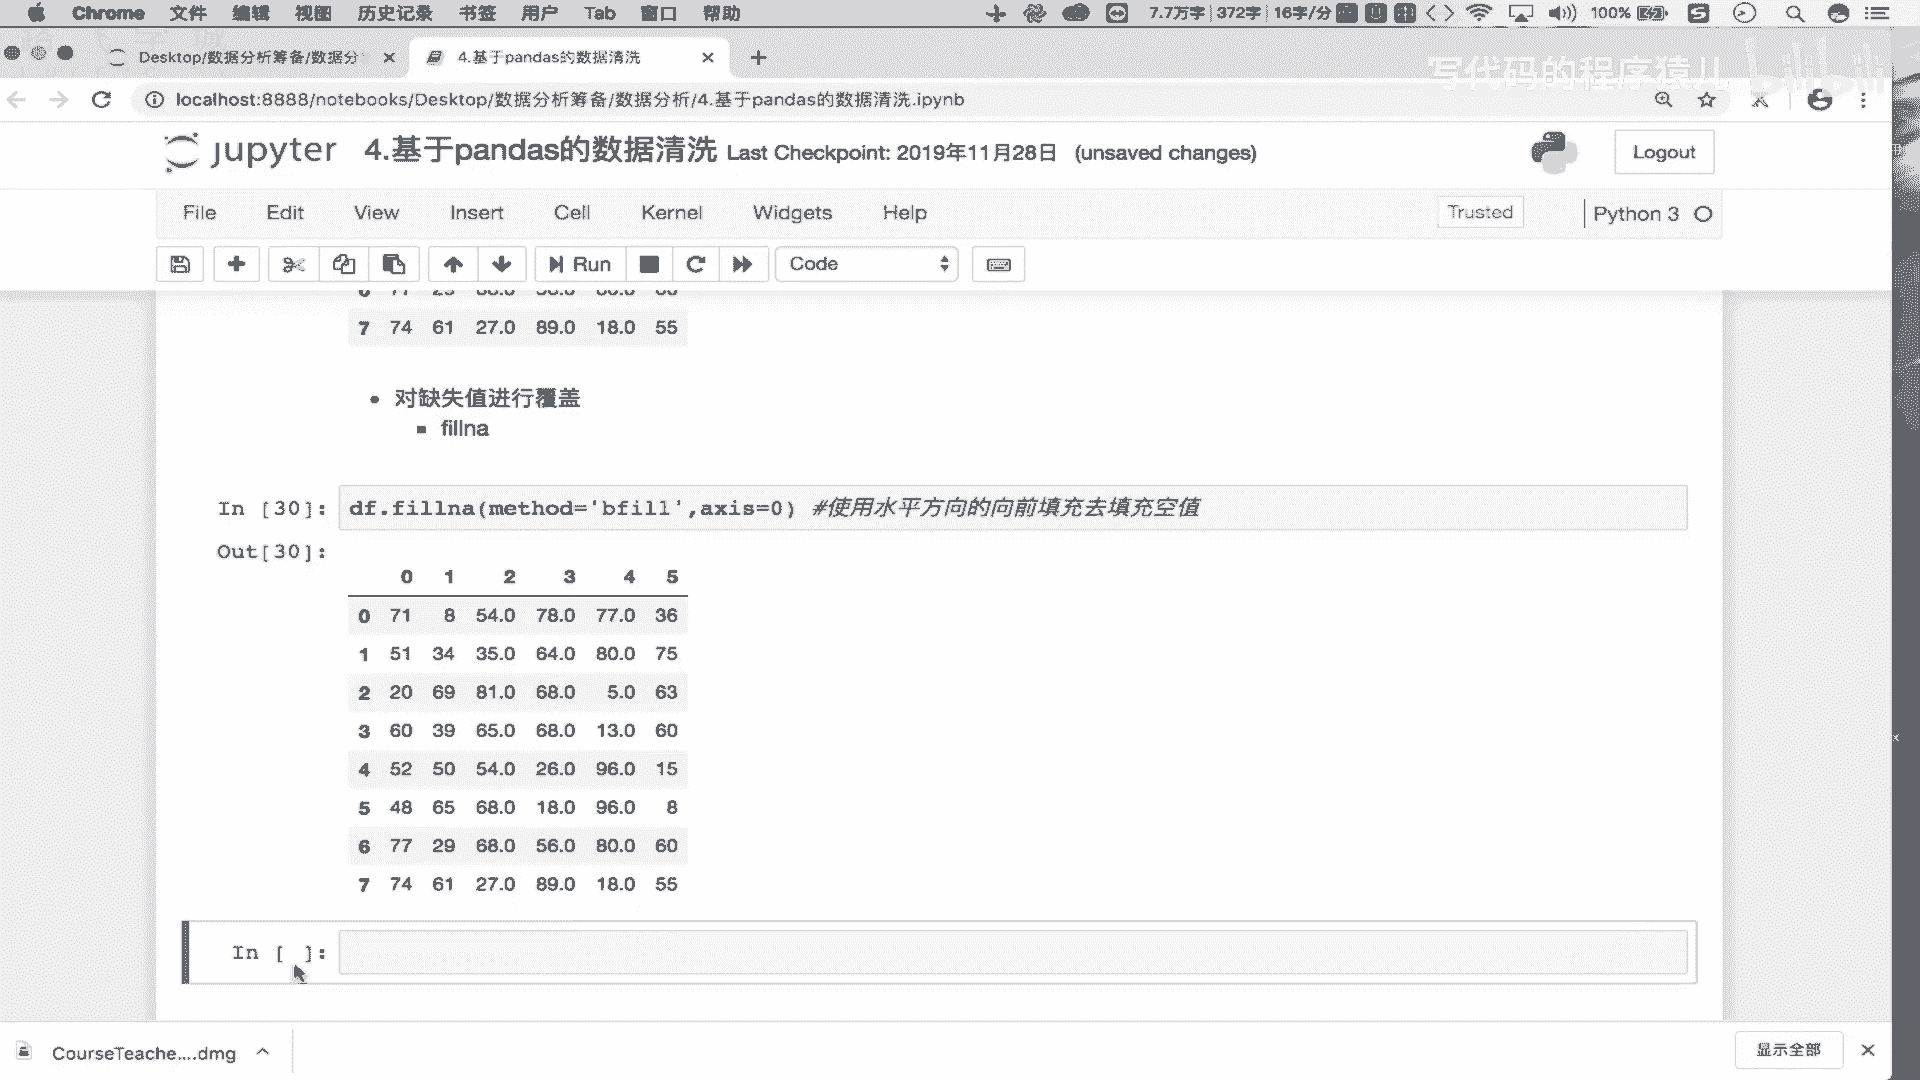 Chrome 文件 编辑 视图 历史记录 书签 用户 Tab 窗口 帮助 7.7万字 372字 16字/分 100%
Desktop/数据分析筹备/数据分
4.基于pandas的数据清洗
写代码的程序猿儿 bilibili
localhost:8888/notebooks/Desktop/数据分析筹备/数据分析/4.基于pandas的数据清洗.ipynb
jupyter 4.基于pandas的数据清洗 Last Checkpoint: 2019年11月28日 (unsaved changes)
Logout
File Edit View Insert Cell Kernel Widgets Help Trusted Python 3
Run Code
7 74 61 27.0 89.0 18.0 55
• 对缺失值进行覆盖
▪ fillna
In [30]: df.fillna(method='bfill',axis=0) #使用水平方向的向前填充去填充空值
Out[30]:
0 1 2 3 4 5
0 71 8 54.0 78.0 77.0 36
1 51 34 35.0 64.0 80.0 75
2 20 69 81.0 68.0 5.0 63
3 60 39 65.0 68.0 13.0 60
4 52 50 54.0 26.0 96.0 15
5 48 65 68.0 18.0 96.0 8
6 77 29 68.0 56.0 80.0 60
7 74 61 27.0 89.0 18.0 55
In [ ]:
CourseTeache....dmg
显示全部